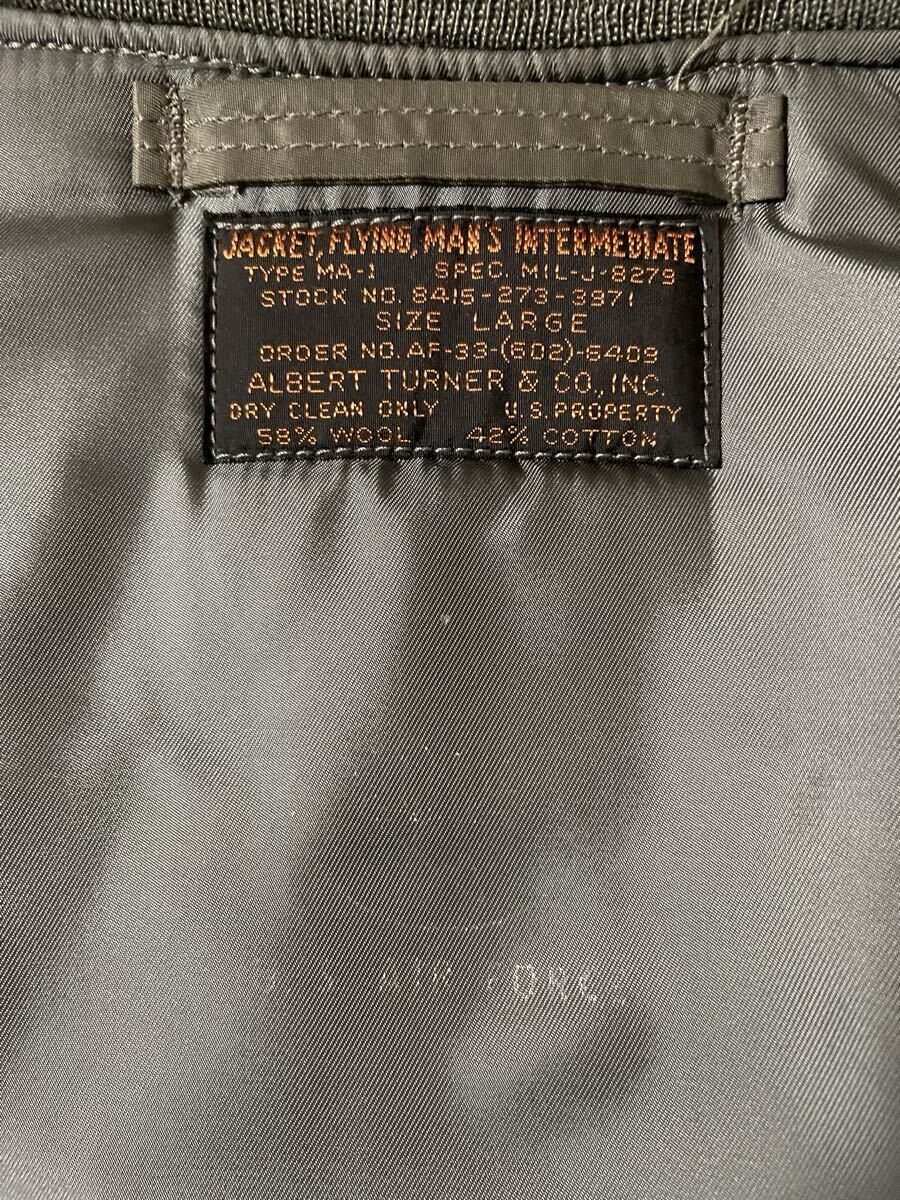 JACKET, FLYING, MAN'S INTERMEDIATE
TYPE MA-1 SPEC. MIL-J-8279
STOCK NO. 8415-273-3971
SIZE LARGE
ORDER NO. AF-33-(602)-6409
ALBERT TURNER & CO., INC.
DRY CLEAN ONLY U.S. PROPERTY
58% WOOL 42% COTTON